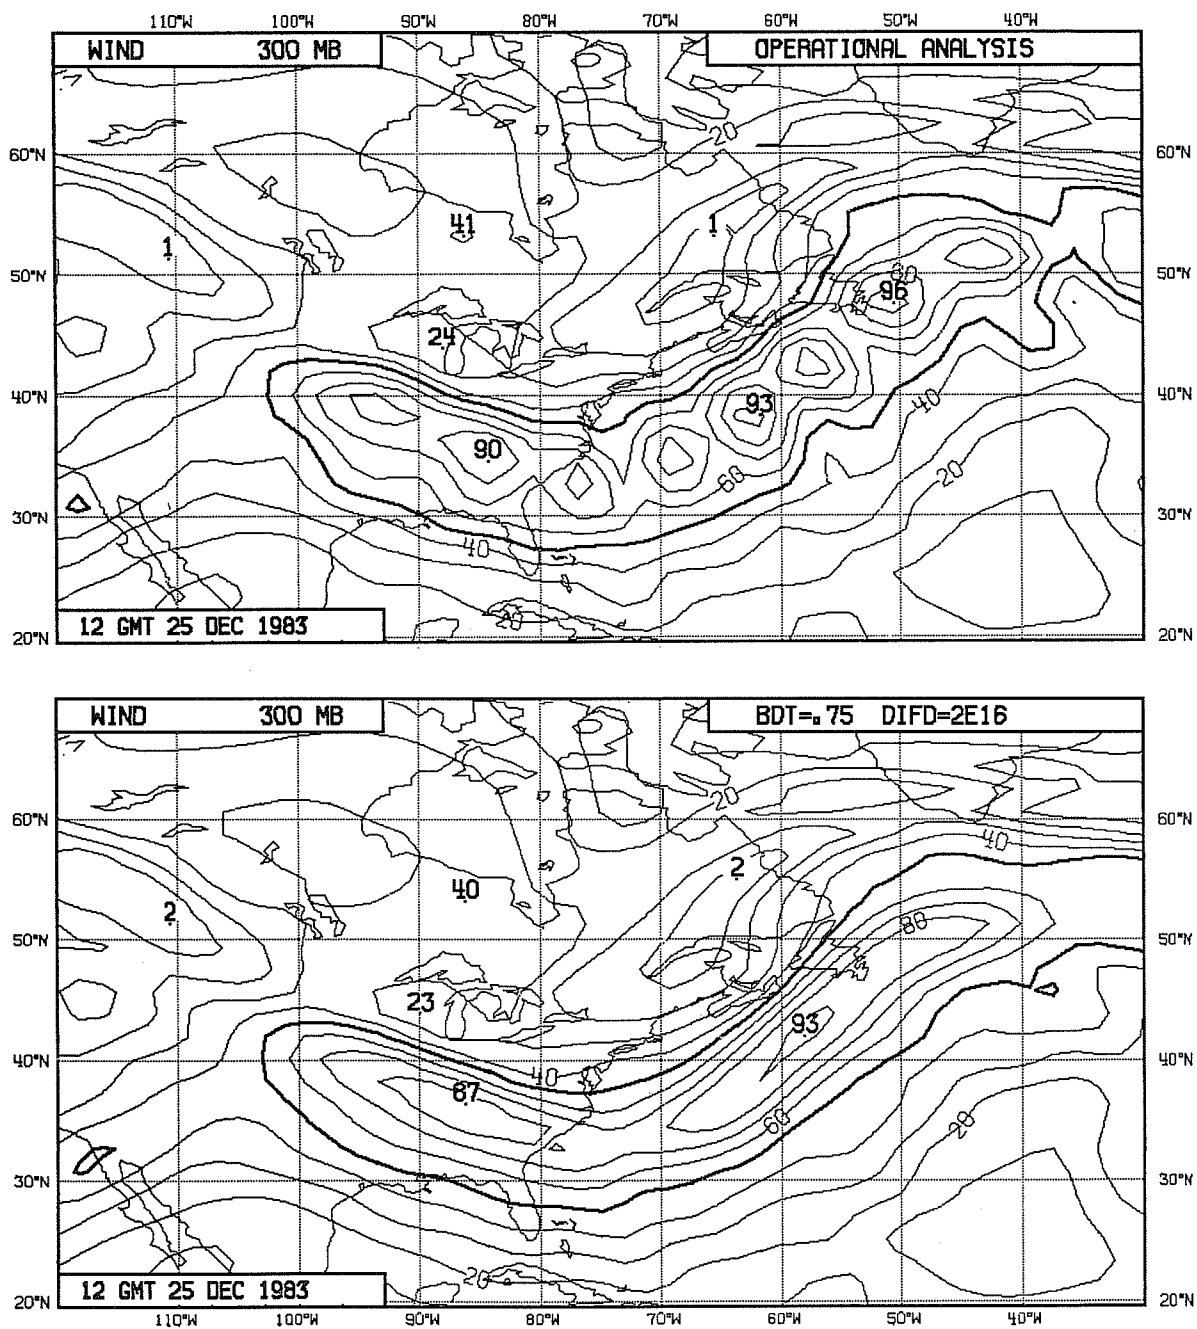 110°W 100°W 90°W 80°W 70°W 60°W 50°W 40°W
WIND 300 MB OPERATIONAL ANALYSIS
20
60°N 60°N
41 1
1
50°N 50°N
80
96
24
40°N 93 40 40°N
90
60 20
30°N 30°N
40
20
12 GMT 25 DEC 1983
20°N 20°N
WIND 300 MB BDT=.75 DIFD=2E16
20
60°N 60°N
40
2
40
2
80
50°N 50°N
23 93
40°N 40°N
40
87
60 20
30°N 30°N
20
12 GMT 25 DEC 1983
20°N 20°N
110°W 100°W 90°W 80°W 70°W 60°W 50°W 40°W